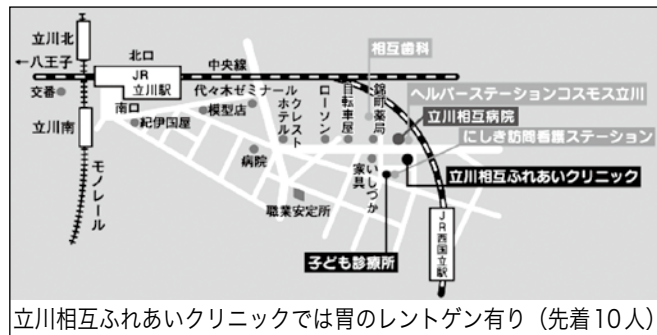 立川北
←八王子
北口
中央線
相互歯科
JR
立川駅
交番
代々木ゼミナール
ヘルパーステーションコスモス立川
南口
紀伊国屋
模型店
クレスト
ホテル
ローソン
自転車屋
錦町薬局
立川相互病院
にしき訪問看護ステーション
立川南
病院
いしづか
家具
立川相互ふれあいクリニック
モノレール
職業安定所
子ども診療所
JR西国立駅
立川相互ふれあいクリニックでは胃のレントゲン有り（先着10人）